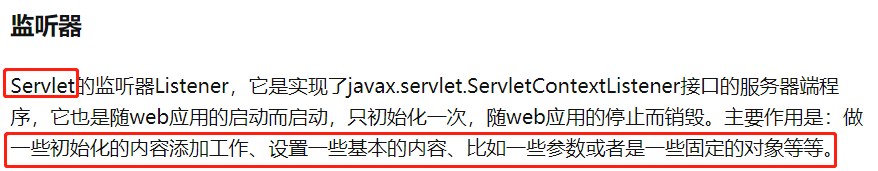 监听器
Servlet的监听器Listener，它是实现了javax.servlet.ServletContextListener接口的服务器端程
序，它也是随web应用的启动而启动，只初始化一次，随web应用的停止而销毁。主要作用是：做
一些初始化的内容添加工作、设置一些基本的内容、比如一些参数或者是一些固定的对象等等。